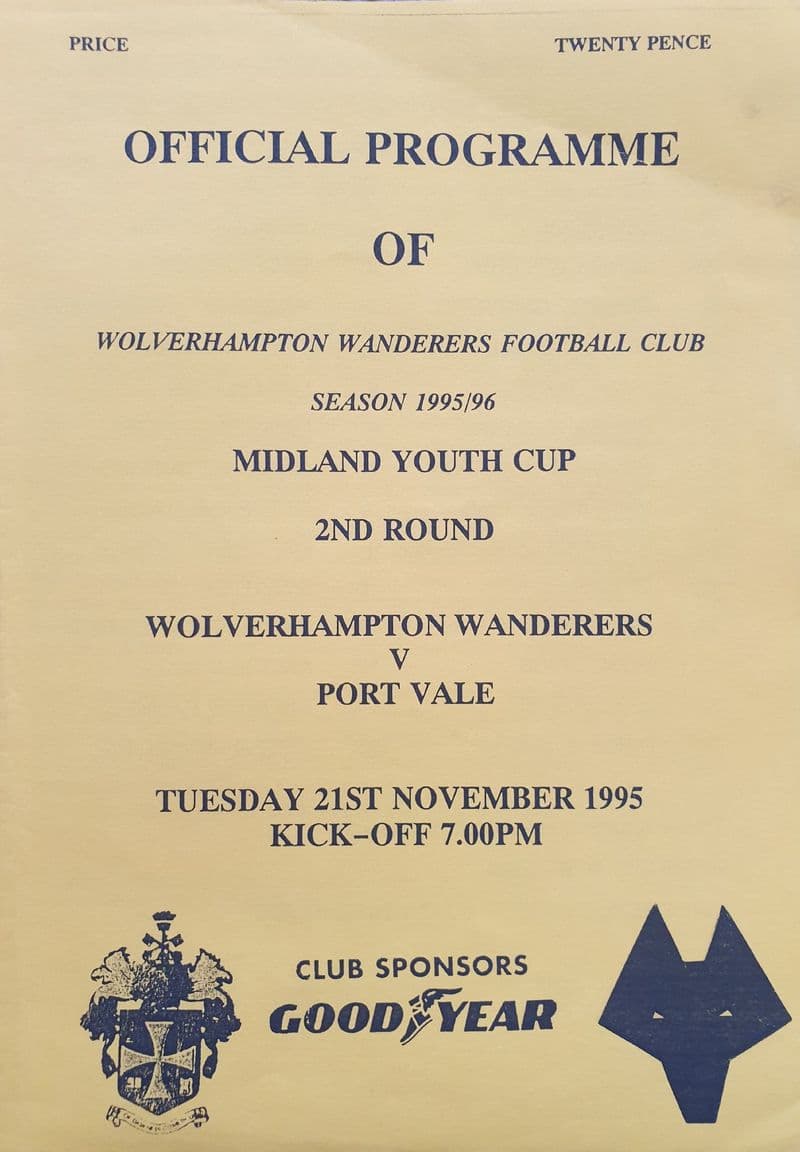 PRICE TWENTY PENCE
OFFICIAL PROGRAMME
OF
WOLVERHAMPTON WANDERERS FOOTBALL CLUB
SEASON 1995/96
MIDLAND YOUTH CUP
2ND ROUND
WOLVERHAMPTON WANDERERS
V
PORT VALE
TUESDAY 21ST NOVEMBER 1995
KICK-OFF 7.00PM
CLUB SPONSORS
GOODYEAR